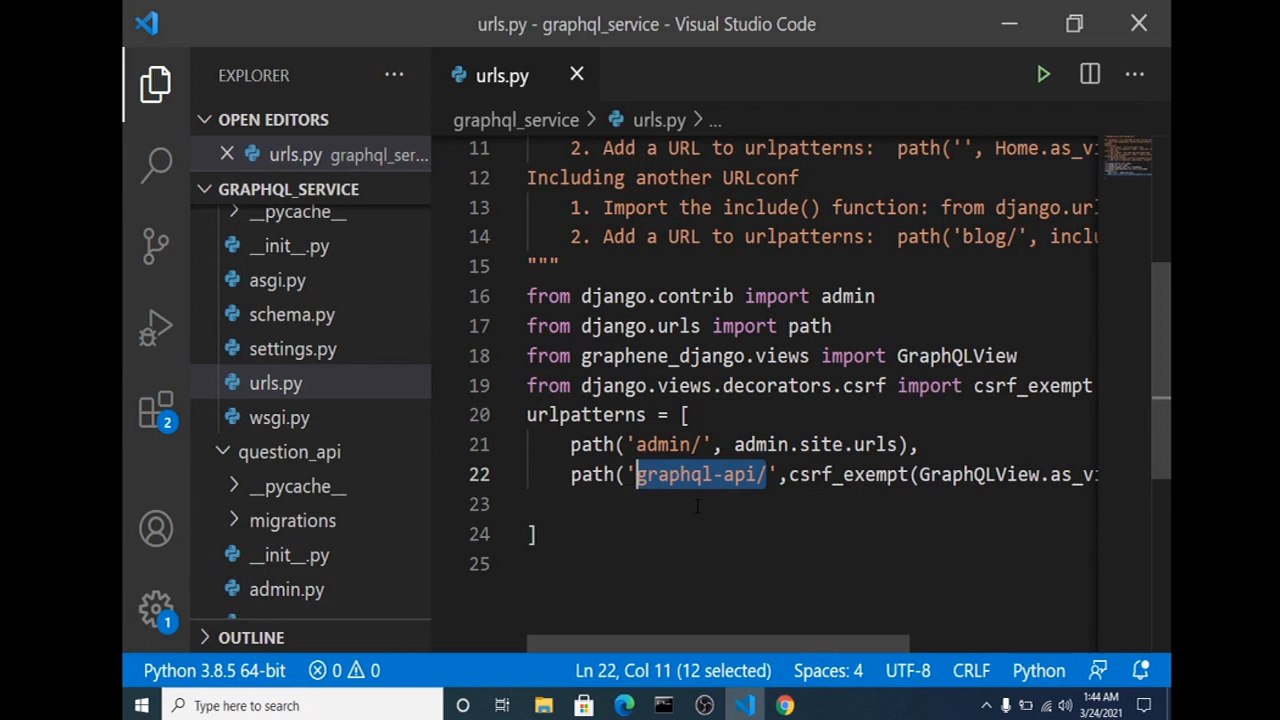 urls.py - graphql_service - Visual Studio Code
EXPLORER
OPEN EDITORS
urls.py graphql_ser...
GRAPHQL_SERVICE
__pycache__
__init__.py
asgi.py
schema.py
settings.py
urls.py
wsgi.py
question_api
__pycache__
migrations
__init__.py
admin.py
OUTLINE
2
1
urls.py
graphql_service > urls.py > ...
11 2. Add a URL to urlpatterns: path('', Home.as_vi
12 Including another URLconf
13 1. Import the include() function: from django.url
14 2. Add a URL to urlpatterns: path('blog/', inclu
15 """
16 from django.contrib import admin
17 from django.urls import path
18 from graphene_django.views import GraphQLView
19 from django.views.decorators.csrf import csrf_exempt
20 urlpatterns = [
21 path('admin/', admin.site.urls),
22 path('graphql-api/',csrf_exempt(GraphQLView.as_vi
23
24 ]
25
Python 3.8.5 64-bit 0 0 Ln 22, Col 11 (12 selected) Spaces: 4 UTF-8 CRLF Python
Type here to search
1:44 AM
3/24/2021